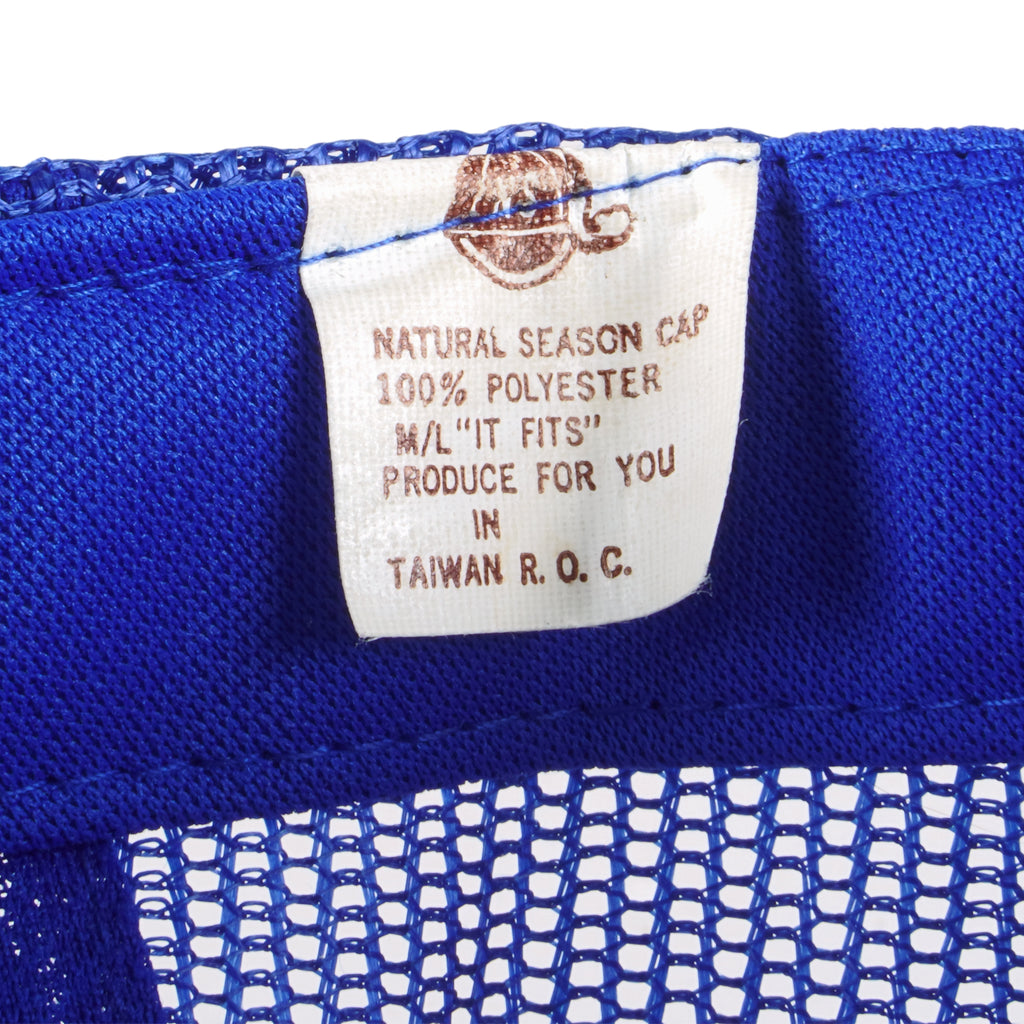 NATURAL SEASON CAP
100% POLYESTER
M/L "IT FITS"
PRODUCE FOR YOU
IN
TAIWAN R. O. C.